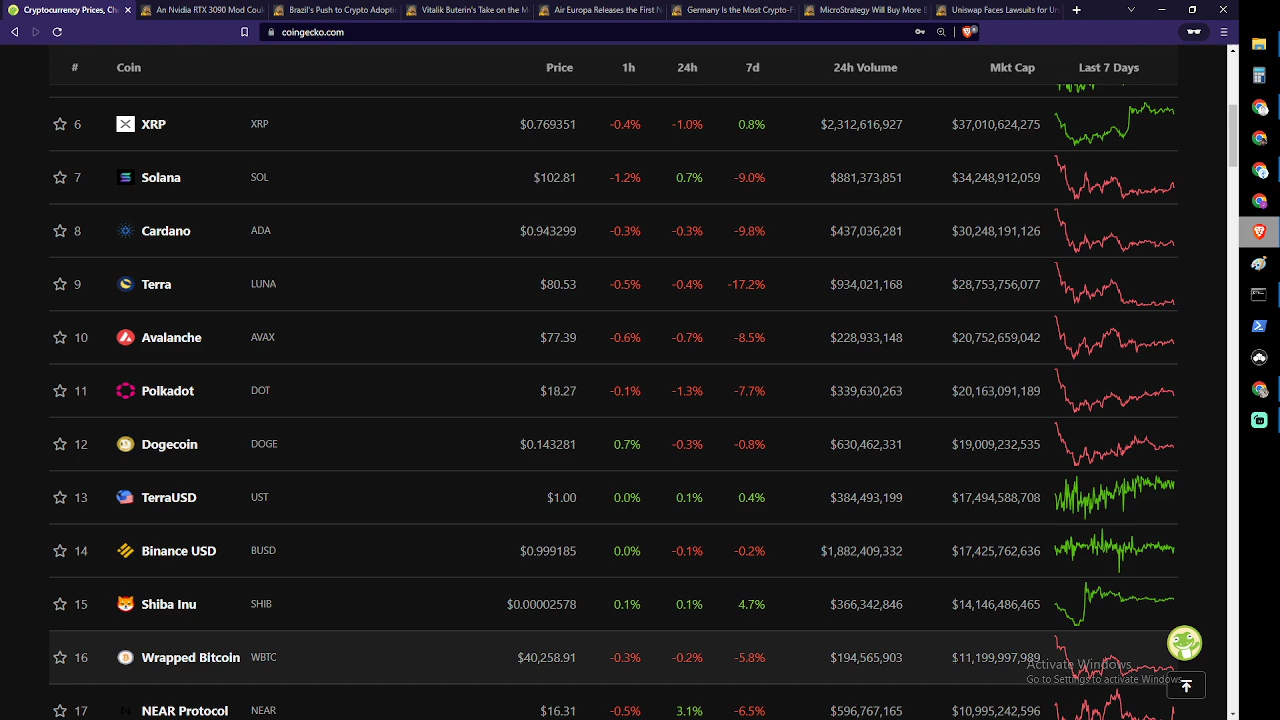 Cryptocurrency Prices, Ch
An Nvidia RTX 3090 Mod Coul
Brazil's Push to Crypto Adopti
Vitalik Buterin's Take on the M
Air Europa Releases the First N
Germany Is the Most Crypto-F
MicroStrategy Will Buy More B
Uniswap Faces Lawsuits for Un
coingecko.com
# Coin Price 1h 24h 7d 24h Volume Mkt Cap Last 7 Days
6 XRP XRP $0.769351 -0.4% -1.0% 0.8% $2,312,616,927 $37,010,624,275
7 Solana SOL $102.81 -1.2% 0.7% -9.0% $881,373,851 $34,248,912,059
8 Cardano ADA $0.943299 -0.3% -0.3% -9.8% $437,036,281 $30,248,191,126
9 Terra LUNA $80.53 -0.5% -0.4% -17.2% $934,021,168 $28,753,756,077
10 Avalanche AVAX $77.39 -0.6% -0.7% -8.5% $228,933,148 $20,752,659,042
11 Polkadot DOT $18.27 -0.1% -1.3% -7.7% $339,630,263 $20,163,091,189
12 Dogecoin DOGE $0.143281 0.7% -0.3% -0.8% $630,462,331 $19,009,232,535
13 TerraUSD UST $1.00 0.0% 0.1% 0.4% $384,493,199 $17,494,588,708
14 Binance USD BUSD $0.999185 0.0% -0.1% -0.2% $1,882,409,332 $17,425,762,636
15 Shiba Inu SHIB $0.00002578 0.1% 0.1% 4.7% $366,342,846 $14,146,486,465
16 Wrapped Bitcoin WBTC $40,258.91 -0.3% -0.2% -5.8% $194,565,903 $11,199,997,989
Activate Windows
Go to Settings to activate Windows.
17 NEAR Protocol NEAR $16.31 -0.5% 3.1% -6.5% $596,767,165 $10,995,242,596